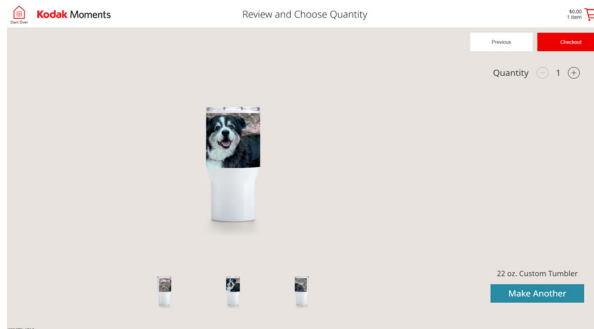 Start Over
Kodak Moments
Review and Choose Quantity
$0.00
1 Item
Previous
Checkout
Quantity 1
22 oz. Custom Tumbler
Make Another